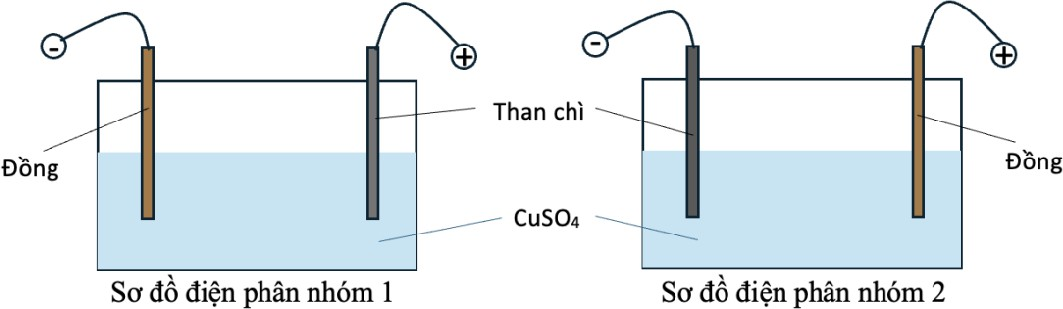 - + - +
Than chì
Đồng Đồng
CuSO₄
Sơ đồ điện phân nhóm 1 Sơ đồ điện phân nhóm 2